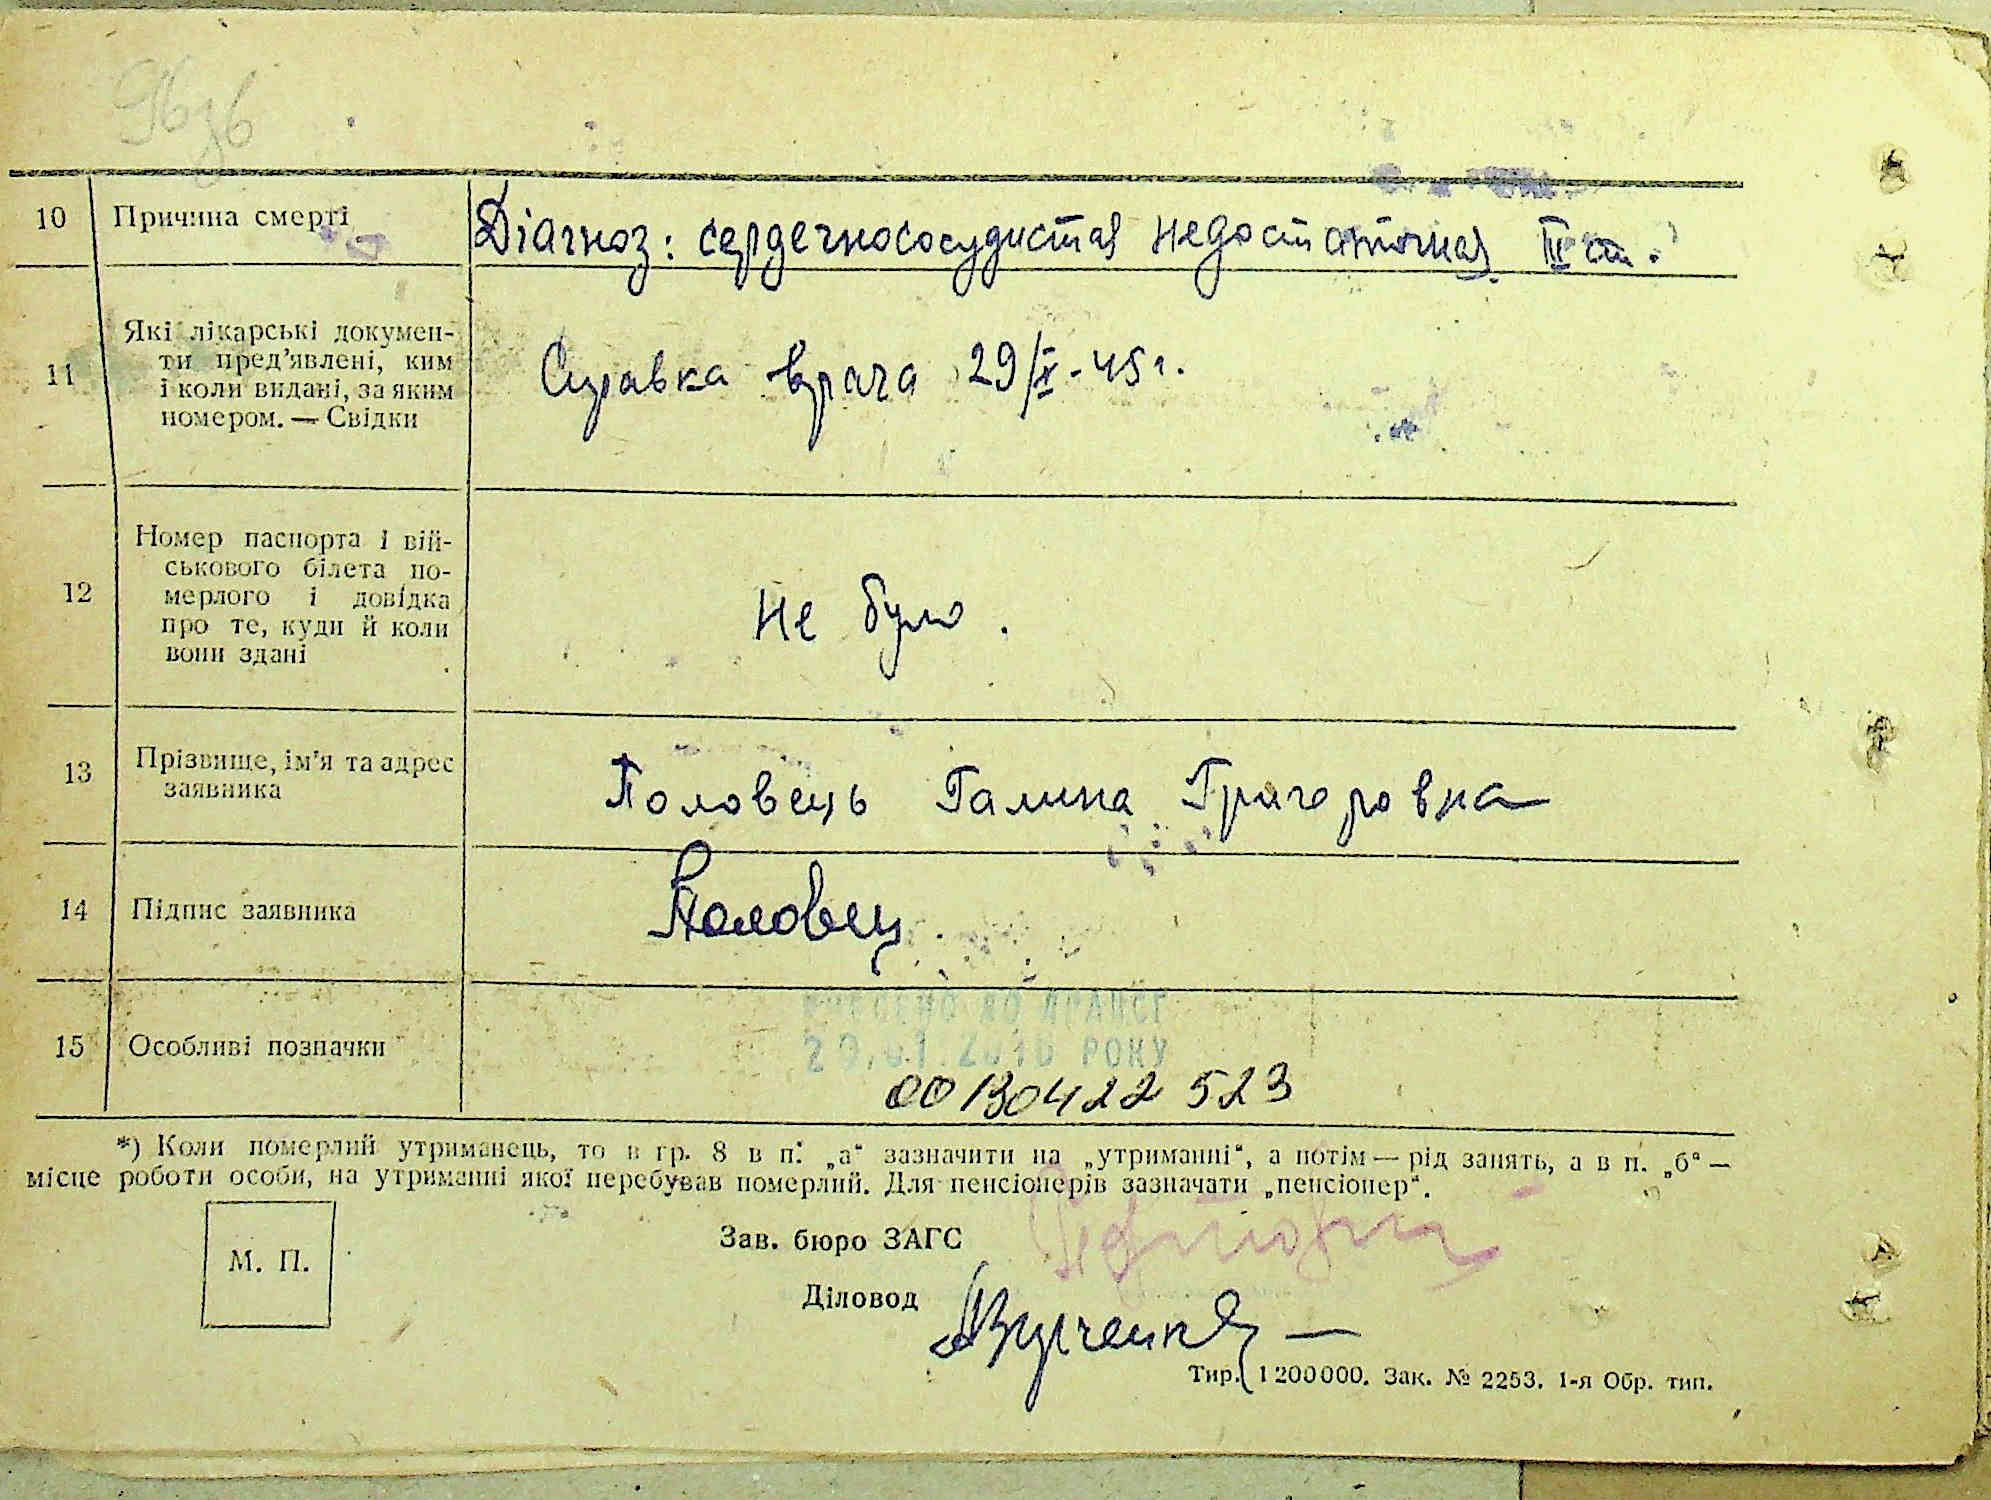 10 Причина смерті Діагноз: сердечнососудистая недостаточная III ст.
11 Які лікарські докумен-
ти пред’явлені, ким
і коли видані, за яким
номером. — Свідки
Справка врача 29/X-45 г.
12 Номер паспорта і вій-
ськового білета по-
мерлого і довідка
про те, куди й коли
вони здані
Не було.
13 Прізвище, ім’я та адрес
заявника
Половець Галина Григоровна
14 Підпис заявника Половец
15 Особливі позначки
ВНЕСЕНО ДО ДРАЦСГ
РОКУ
00130422523
*) Коли померлий утриманець, то в гр. 8 в п. „а“ зазначити на „утриманні“, а потім — рід занять, а в п. „б“ —
місце роботи особи, на утриманні якої перебував померлий. Для пенсіонерів зазначати „пенсіонер“.
М. П.
Зав. бюро ЗАГС
Діловод
Тир. 1200000. Зак. № 2253. 1-я Обр. тип.